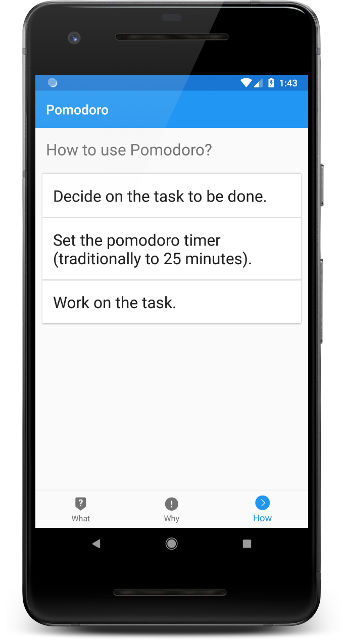 1:43
Pomodoro
How to use Pomodoro?
Decide on the task to be done.
Set the pomodoro timer
(traditionally to 25 minutes).
Work on the task.
What
Why
How